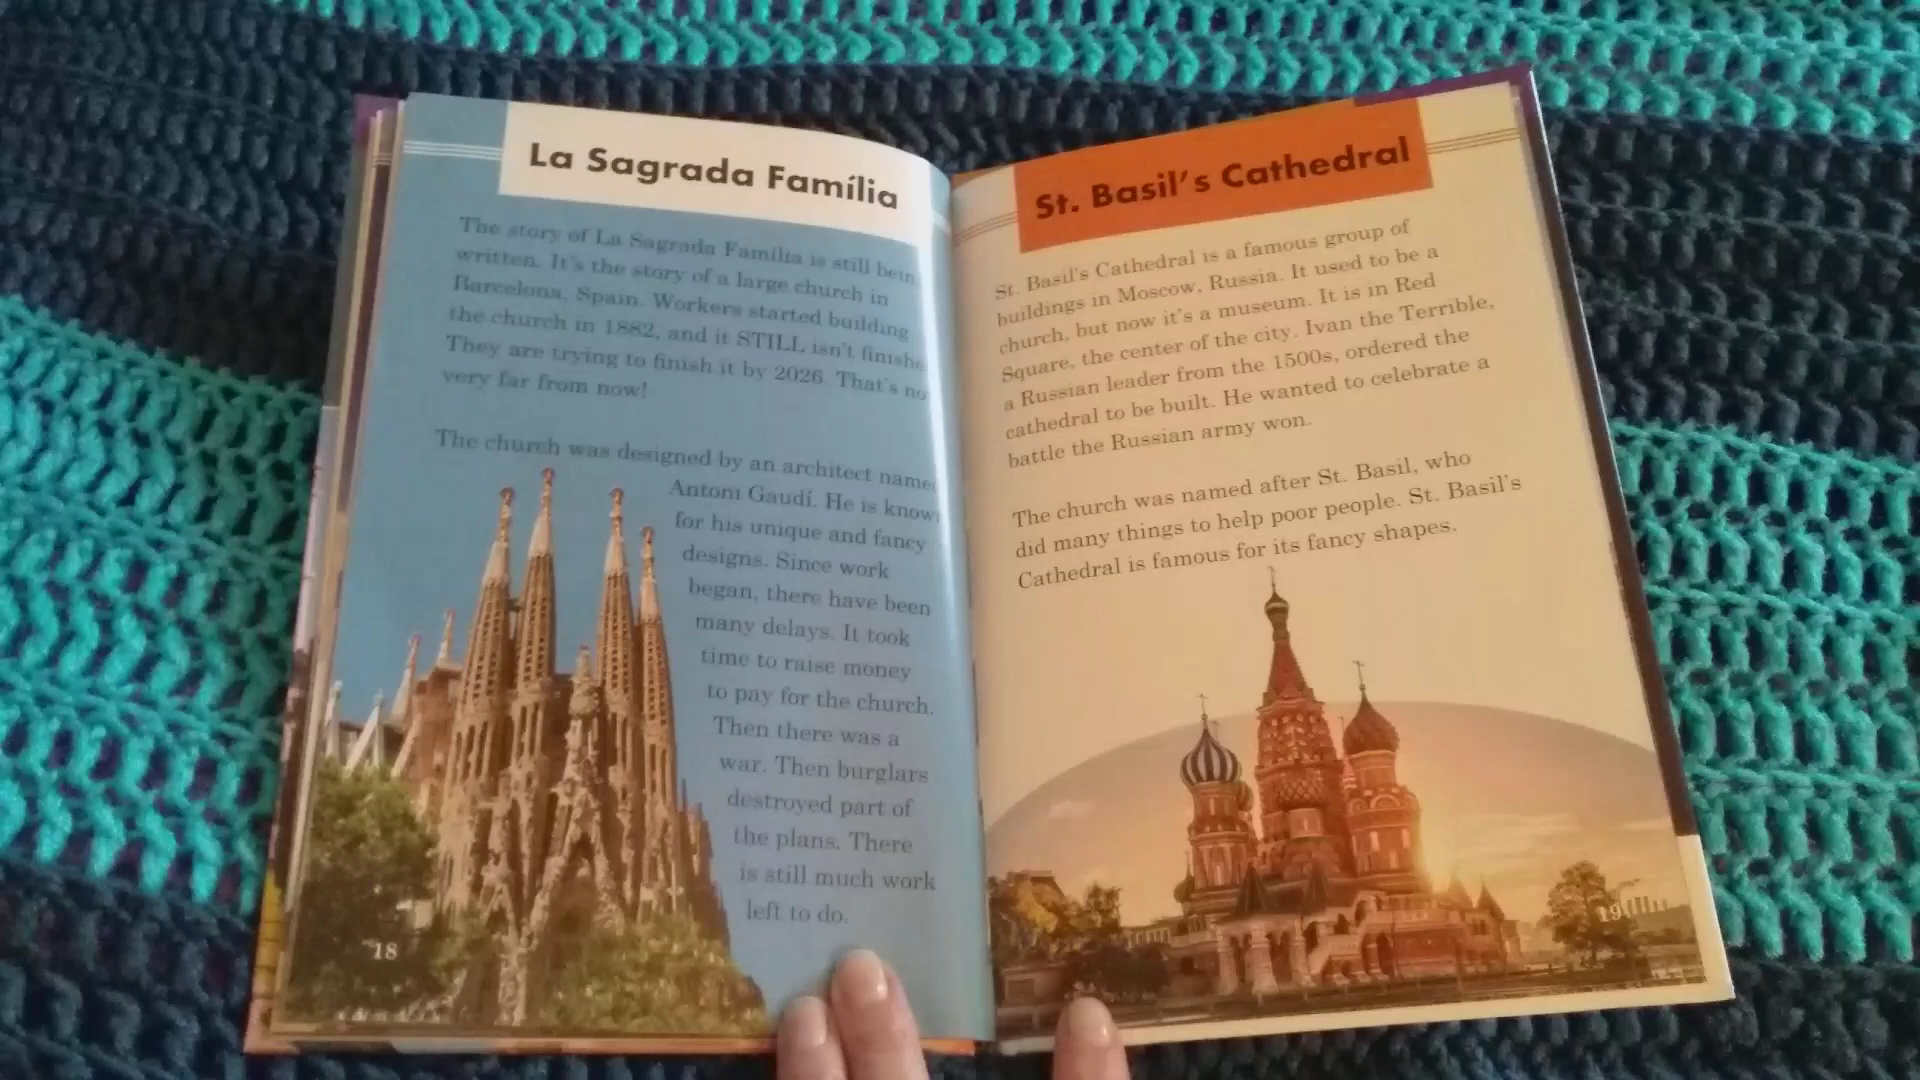 La Sagrada Família
The story of La Sagrada Família is still bein
written. It's the story of a large church in
Barcelona, Spain. Workers started building
the church in 1882, and it STILL isn't finishe
They are trying to finish it by 2026. That's no
very far from now!
The church was designed by an architect name
Antoni Gaudí. He is know
for his unique and fancy
designs. Since work
began, there have been
many delays. It took
time to raise money
to pay for the church.
Then there was a
war. Then burglars
destroyed part of
the plans. There
is still much work
left to do.
18
St. Basil's Cathedral
St. Basil's Cathedral is a famous group of
buildings in Moscow, Russia. It used to be a
church, but now it's a museum. It is in Red
Square, the center of the city. Ivan the Terrible,
a Russian leader from the 1500s, ordered the
cathedral to be built. He wanted to celebrate a
battle the Russian army won.
The church was named after St. Basil, who
did many things to help poor people. St. Basil's
Cathedral is famous for its fancy shapes.
19